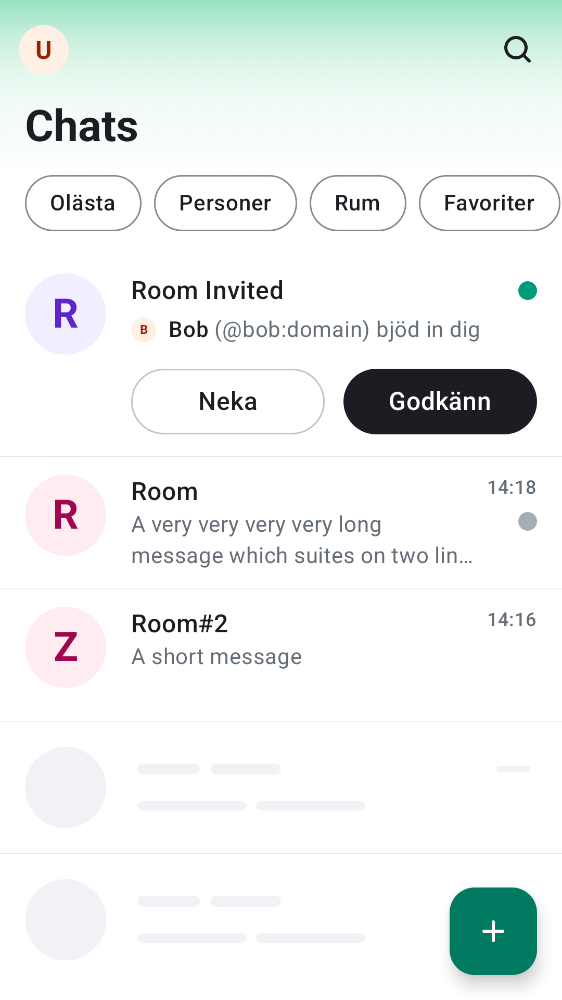 U
Chats
Olästa Personer Rum Favoriter
R
Room Invited
B Bob (@bob:domain) bjöd in dig
Neka Godkänn
R
Room 14:18
A very very very very long
message which suites on two lin…
Z
Room#2 14:16
A short message